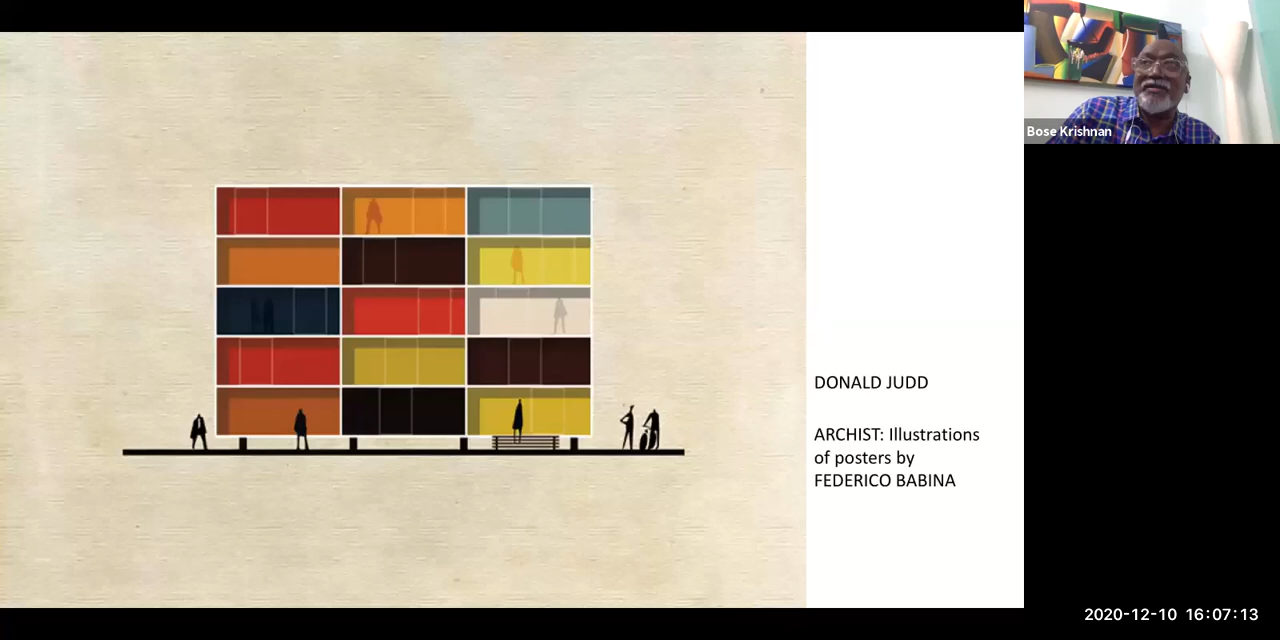 Bose Krishnan
DONALD JUDD
ARCHIST: Illustrations
of posters by
FEDERICO BABINA
2020-12-10 16:07:13